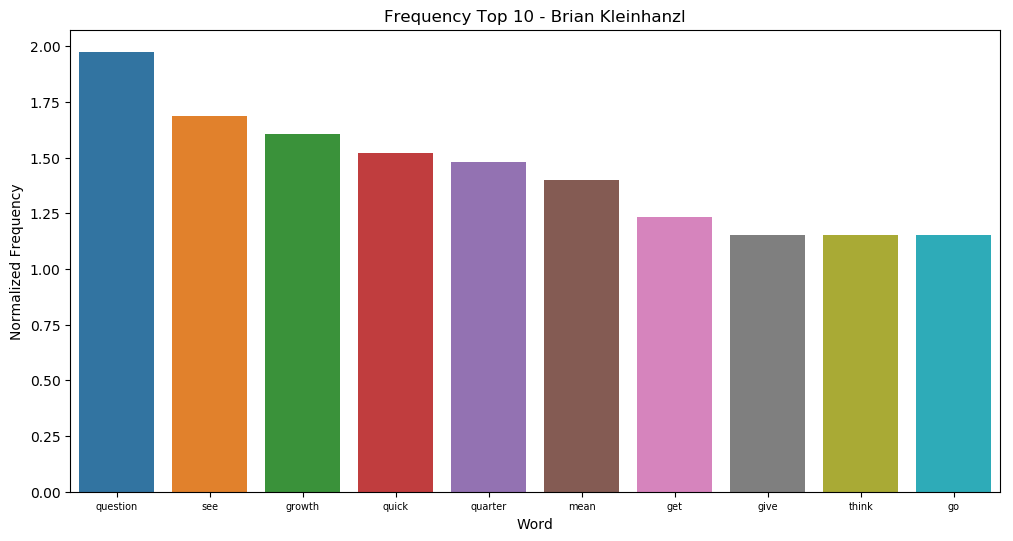 Frequency Top 10 - Brian Kleinhanzl
Normalized Frequency
2.00
1.75
1.50
1.25
1.00
0.75
0.50
0.25
0.00
question see growth quick quarter mean get give think go
Word